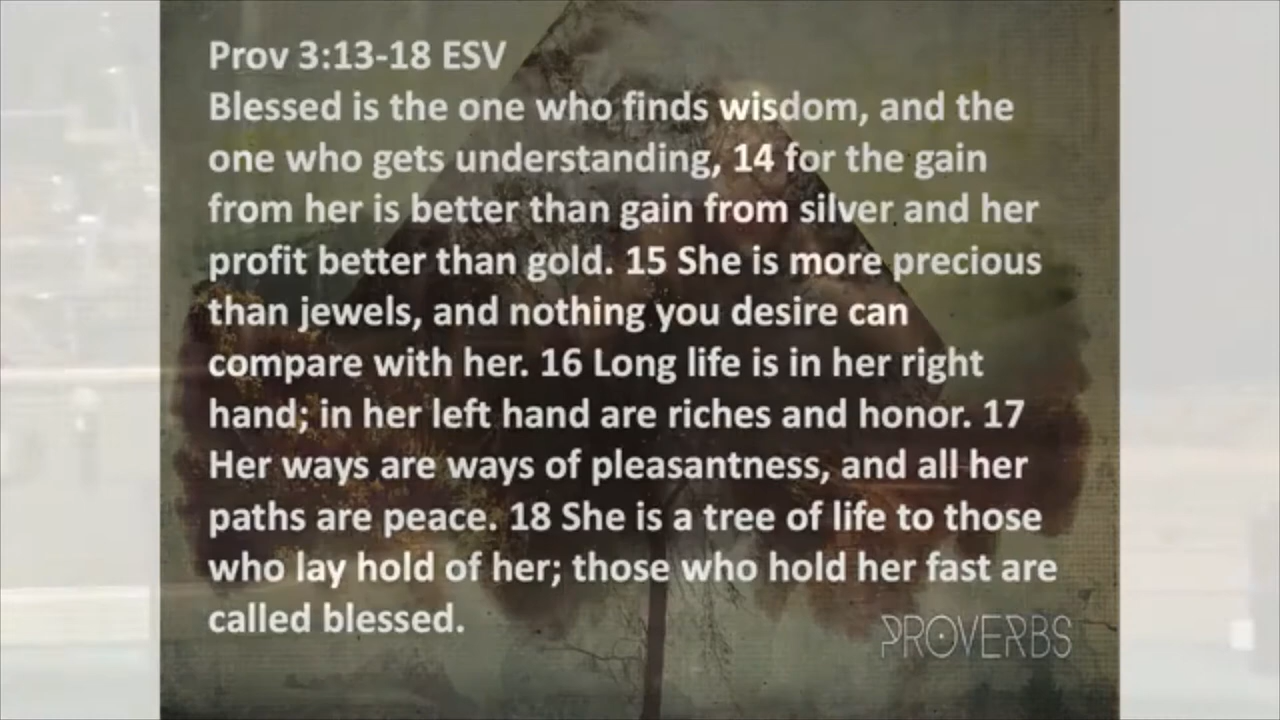 Prov 3:13-18 ESV
Blessed is the one who finds wisdom, and the
one who gets understanding, 14 for the gain
from her is better than gain from silver and her
profit better than gold. 15 She is more precious
than jewels, and nothing you desire can
compare with her. 16 Long life is in her right
hand; in her left hand are riches and honor. 17
Her ways are ways of pleasantness, and all her
paths are peace. 18 She is a tree of life to those
who lay hold of her; those who hold her fast are
called blessed.
PROVERBS